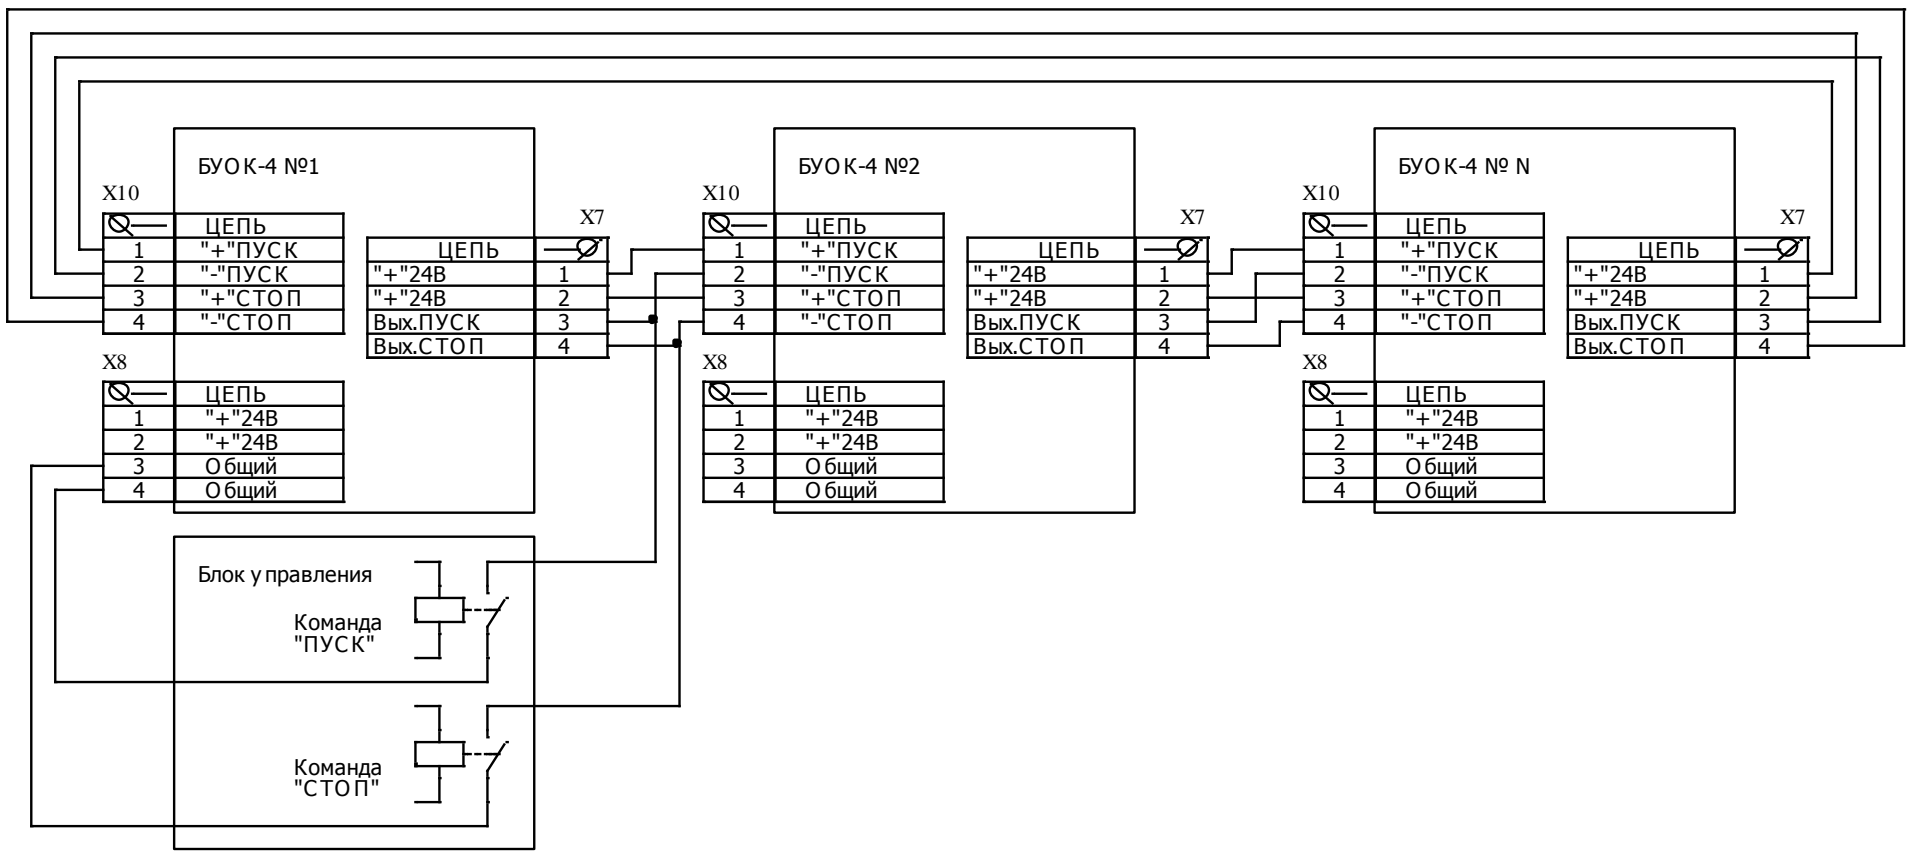 БУОК-4 №1
X10
ЦЕПЬ
1 "+"ПУСК
2 "-"ПУСК
3 "+"СТОП
4 "-"СТОП
X7
ЦЕПЬ
"+"24В 1
"+"24В 2
Вых.ПУСК 3
Вых.СТОП 4
X8
ЦЕПЬ
1 "+"24В
2 "+"24В
3 Общий
4 Общий
БУОК-4 №2
X10
ЦЕПЬ
1 "+"ПУСК
2 "-"ПУСК
3 "+"СТОП
4 "-"СТОП
X7
ЦЕПЬ
"+"24В 1
"+"24В 2
Вых.ПУСК 3
Вых.СТОП 4
X8
ЦЕПЬ
1 "+"24В
2 "+"24В
3 Общий
4 Общий
БУОК-4 № N
X10
ЦЕПЬ
1 "+"ПУСК
2 "-"ПУСК
3 "+"СТОП
4 "-"СТОП
X7
ЦЕПЬ
"+"24В 1
"+"24В 2
Вых.ПУСК 3
Вых.СТОП 4
X8
ЦЕПЬ
1 "+"24В
2 "+"24В
3 Общий
4 Общий
Блок управления
Команда
"ПУСК"
Команда
"СТОП"